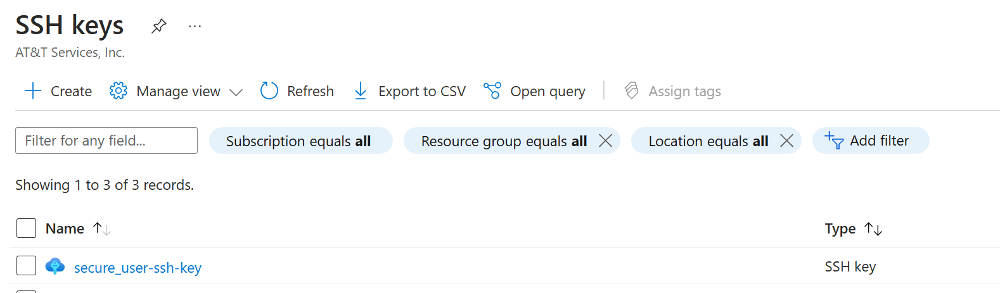 SSH keys
AT&T Services, Inc.
Create Manage view Refresh Export to CSV Open query Assign tags
Filter for any field... Subscription equals all Resource group equals all Location equals all Add filter
Showing 1 to 3 of 3 records.
Name Type
secure_user-ssh-key SSH key